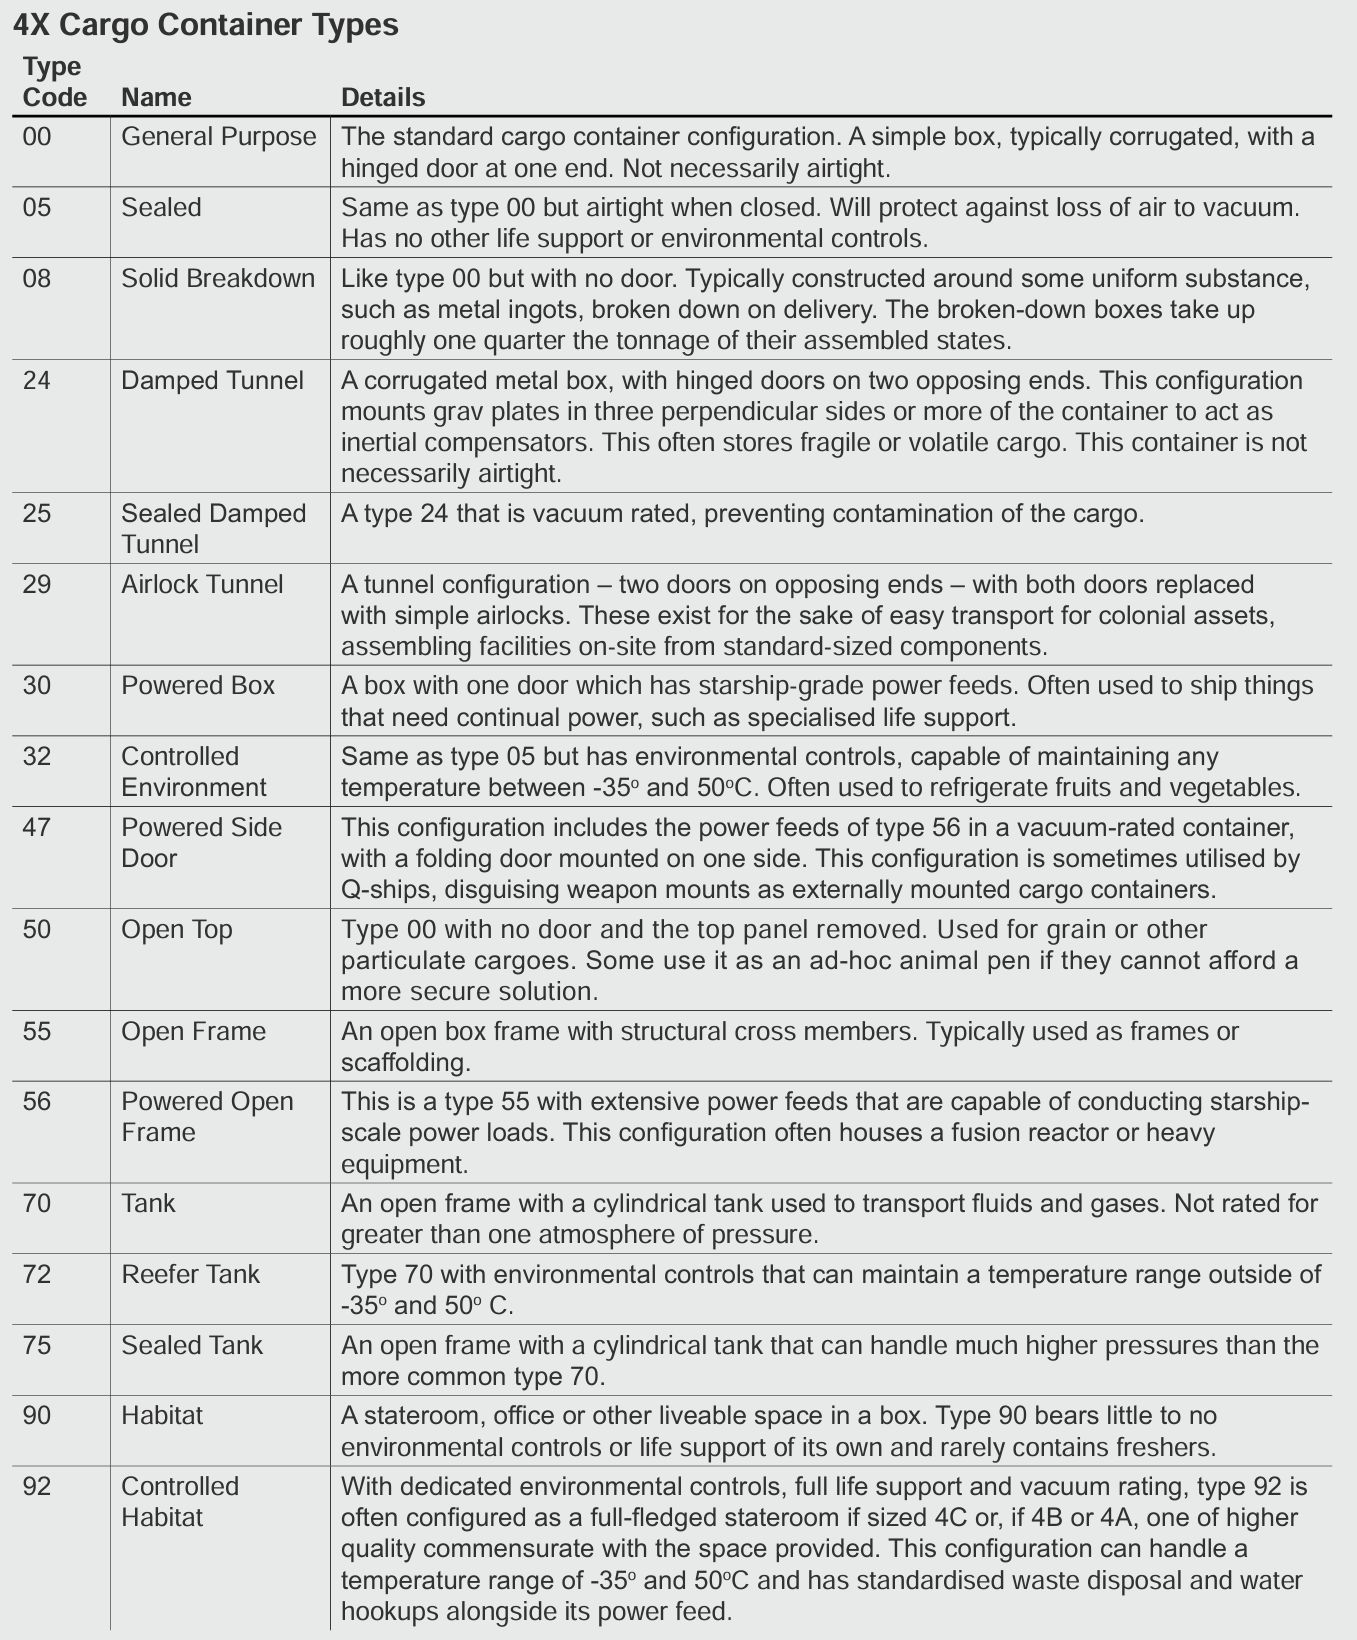 4X Cargo Container Types
Type
Code Name Details
00 General Purpose The standard cargo container configuration. A simple box, typically corrugated, with a
hinged door at one end. Not necessarily airtight.
05 Sealed Same as type 00 but airtight when closed. Will protect against loss of air to vacuum.
Has no other life support or environmental controls.
08 Solid Breakdown Like type 00 but with no door. Typically constructed around some uniform substance,
such as metal ingots, broken down on delivery. The broken-down boxes take up
roughly one quarter the tonnage of their assembled states.
24 Damped Tunnel A corrugated metal box, with hinged doors on two opposing ends. This configuration
mounts grav plates in three perpendicular sides or more of the container to act as
inertial compensators. This often stores fragile or volatile cargo. This container is not
necessarily airtight.
25 Sealed Damped A type 24 that is vacuum rated, preventing contamination of the cargo.
Tunnel
29 Airlock Tunnel A tunnel configuration – two doors on opposing ends – with both doors replaced
with simple airlocks. These exist for the sake of easy transport for colonial assets,
assembling facilities on-site from standard-sized components.
30 Powered Box A box with one door which has starship-grade power feeds. Often used to ship things
that need continual power, such as specialised life support.
32 Controlled Same as type 05 but has environmental controls, capable of maintaining any
Environment temperature between -35º and 50ºC. Often used to refrigerate fruits and vegetables.
47 Powered Side This configuration includes the power feeds of type 56 in a vacuum-rated container,
Door with a folding door mounted on one side. This configuration is sometimes utilised by
Q-ships, disguising weapon mounts as externally mounted cargo containers.
50 Open Top Type 00 with no door and the top panel removed. Used for grain or other
particulate cargoes. Some use it as an ad-hoc animal pen if they cannot afford a
more secure solution.
55 Open Frame An open box frame with structural cross members. Typically used as frames or
scaffolding.
56 Powered Open This is a type 55 with extensive power feeds that are capable of conducting starship-
Frame scale power loads. This configuration often houses a fusion reactor or heavy
equipment.
70 Tank An open frame with a cylindrical tank used to transport fluids and gases. Not rated for
greater than one atmosphere of pressure.
72 Reefer Tank Type 70 with environmental controls that can maintain a temperature range outside of
-35º and 50º C.
75 Sealed Tank An open frame with a cylindrical tank that can handle much higher pressures than the
more common type 70.
90 Habitat A stateroom, office or other liveable space in a box. Type 90 bears little to no
environmental controls or life support of its own and rarely contains freshers.
92 Controlled With dedicated environmental controls, full life support and vacuum rating, type 92 is
Habitat often configured as a full-fledged stateroom if sized 4C or, if 4B or 4A, one of higher
quality commensurate with the space provided. This configuration can handle a
temperature range of -35º and 50ºC and has standardised waste disposal and water
hookups alongside its power feed.